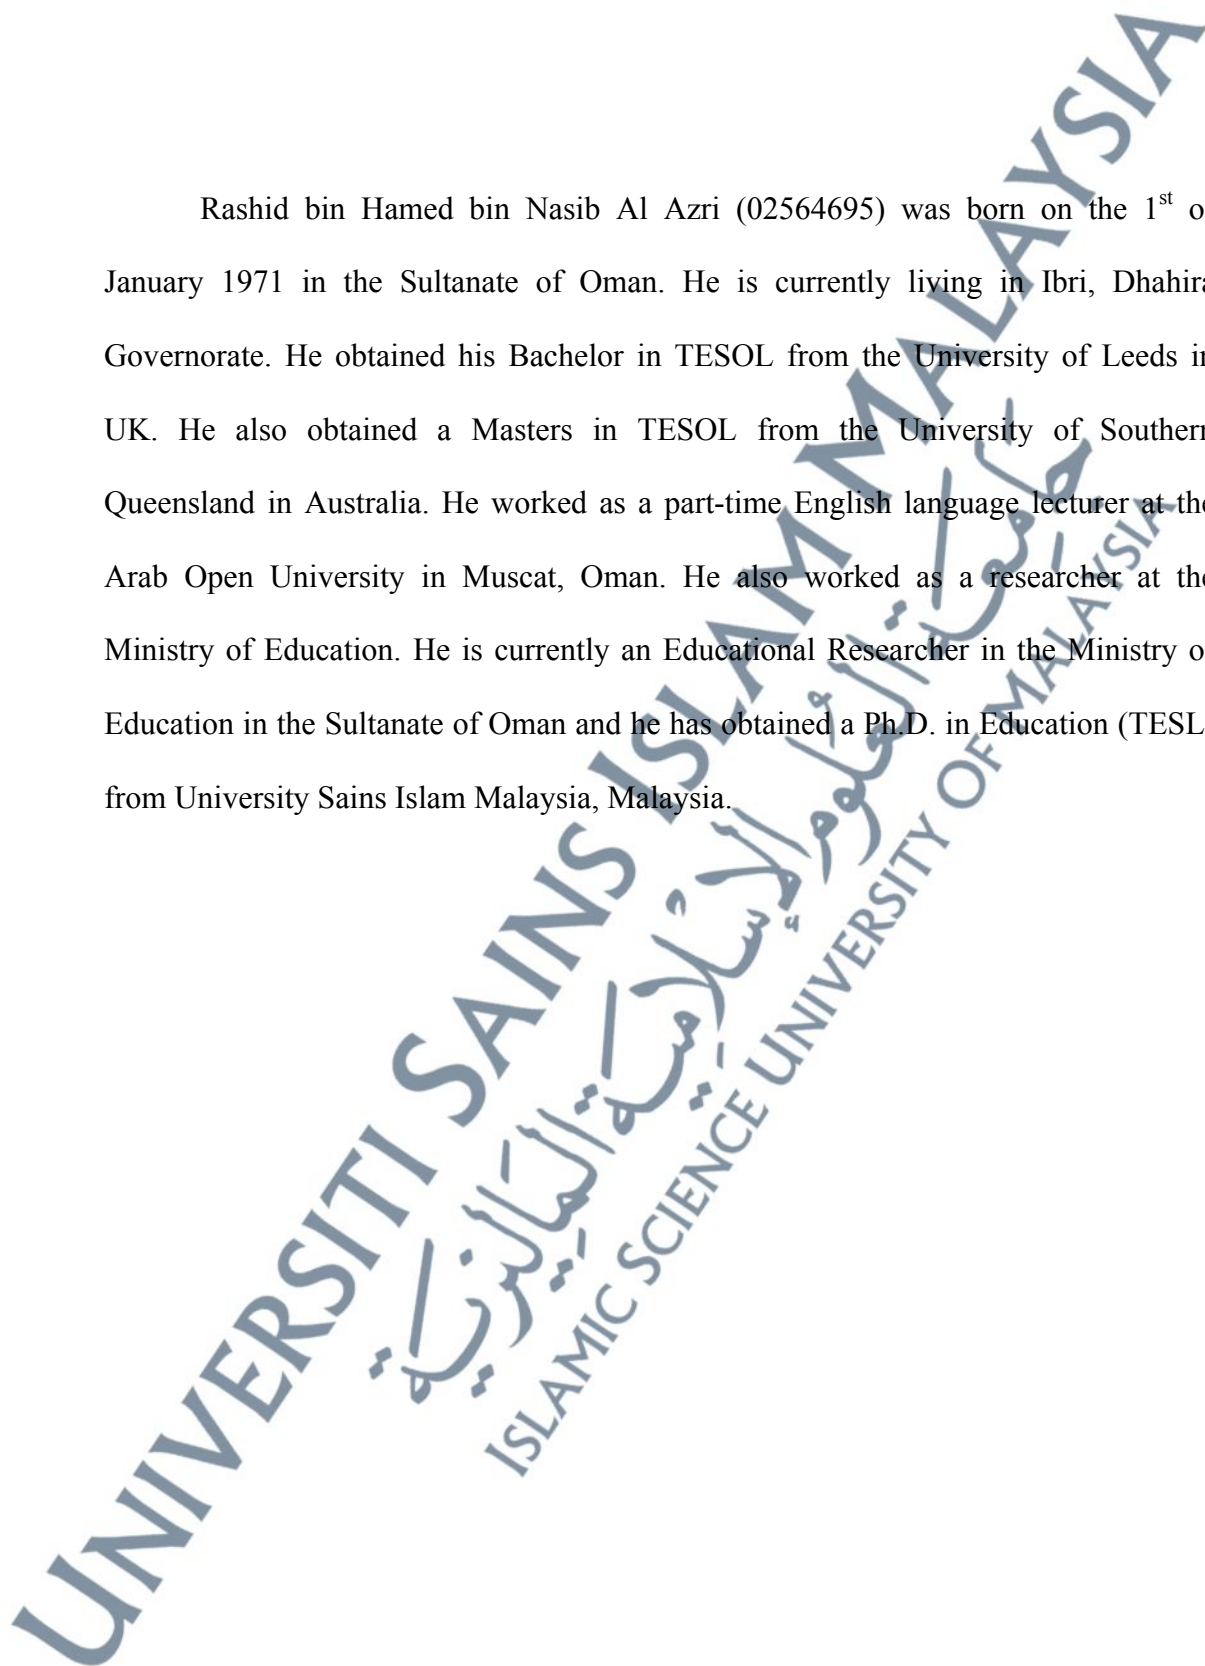 Rashid bin Hamed bin Nasib Al Azri (02564695) was born on the 1st o
January 1971 in the Sultanate of Oman. He is currently living in Ibri, Dhahira
Governorate. He obtained his Bachelor in TESOL from the University of Leeds in
UK. He also obtained a Masters in TESOL from the University of Southern
Queensland in Australia. He worked as a part-time English language lecturer at the
Arab Open University in Muscat, Oman. He also worked as a researcher at the
Ministry of Education. He is currently an Educational Researcher in the Ministry o
Education in the Sultanate of Oman and he has obtained a Ph.D. in Education (TESL
from University Sains Islam Malaysia, Malaysia.
UNIVERSITI SAINS ISLAM MALAYSIA
جامعة العلوم الإسلامية الماليزية
ISLAMIC SCIENCE UNIVERSITY OF MALAYSIA